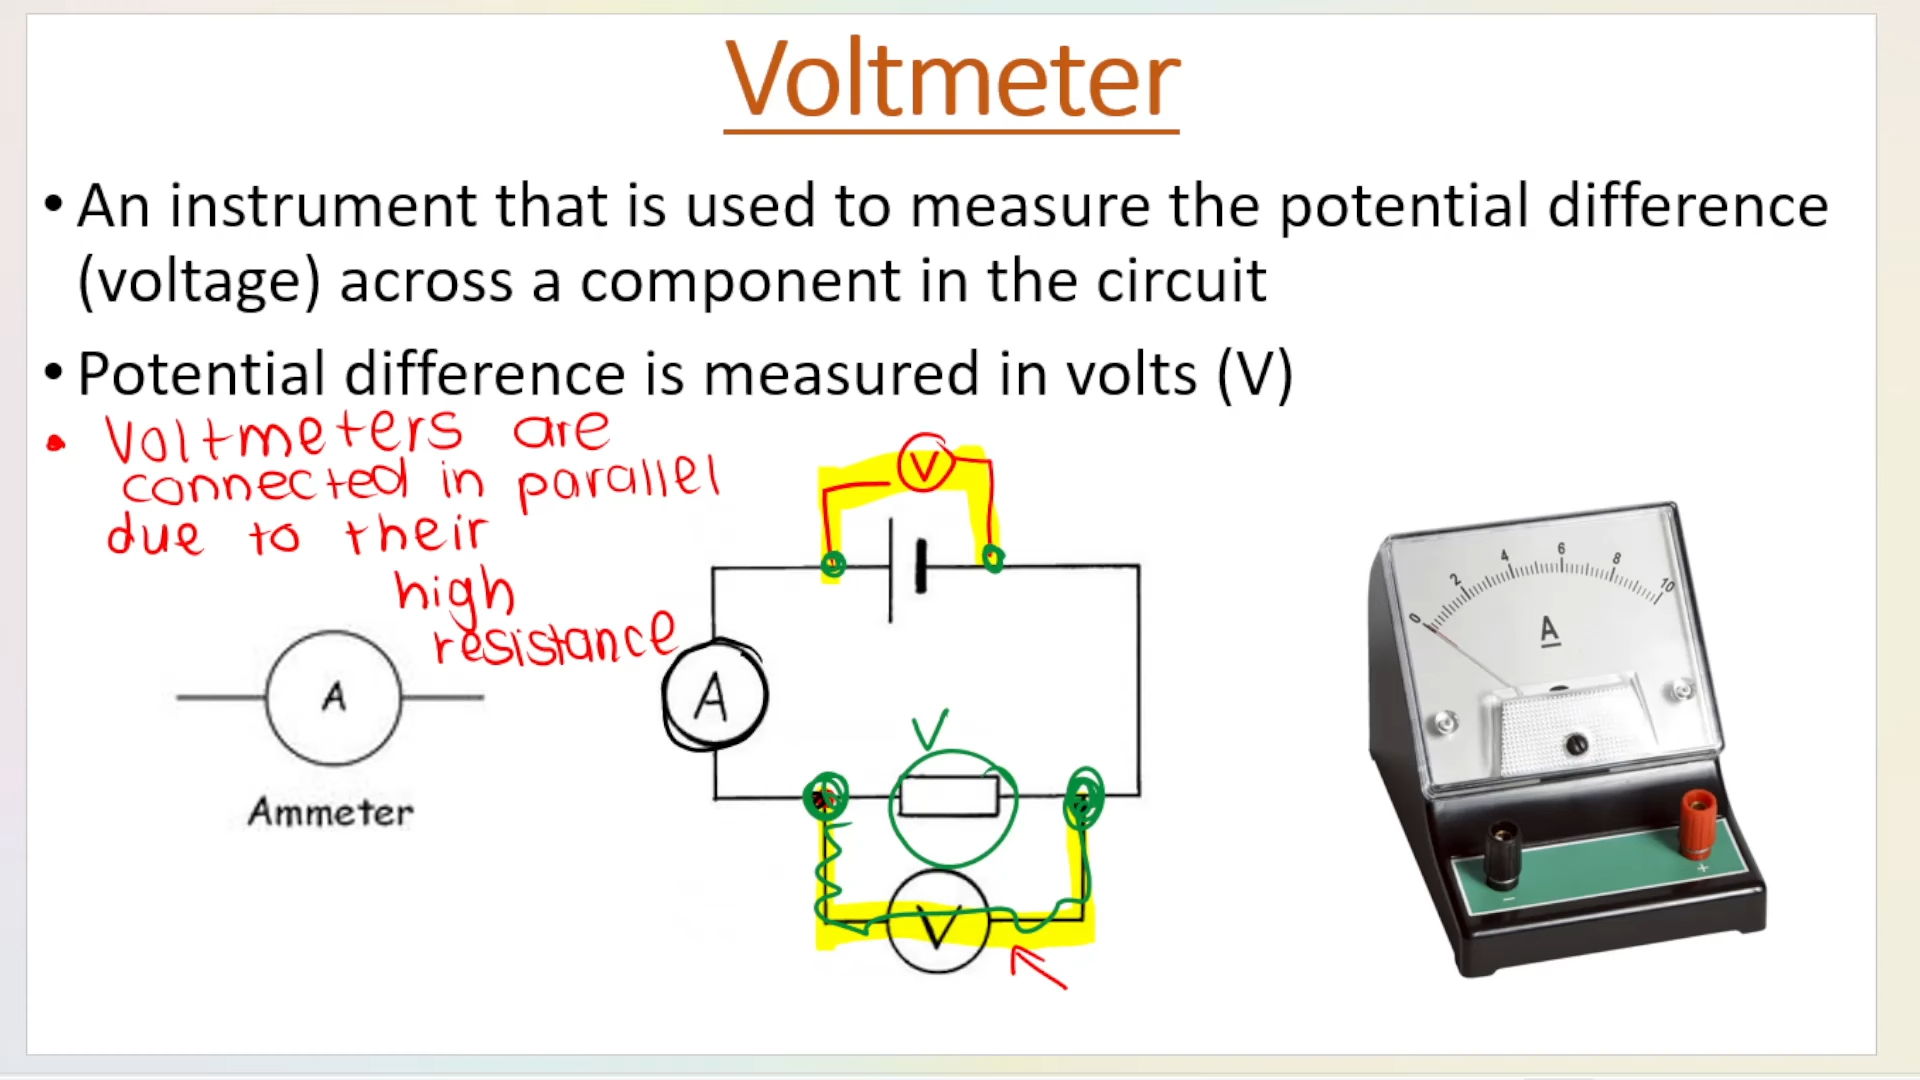 Voltmeter
• An instrument that is used to measure the potential difference
(voltage) across a component in the circuit
• Potential difference is measured in volts (V)
• Voltmeters are
connected in parallel
due to their
high
resistance
V
A
V
V
A
Ammeter
0 2 4 6 8 10
A
- +